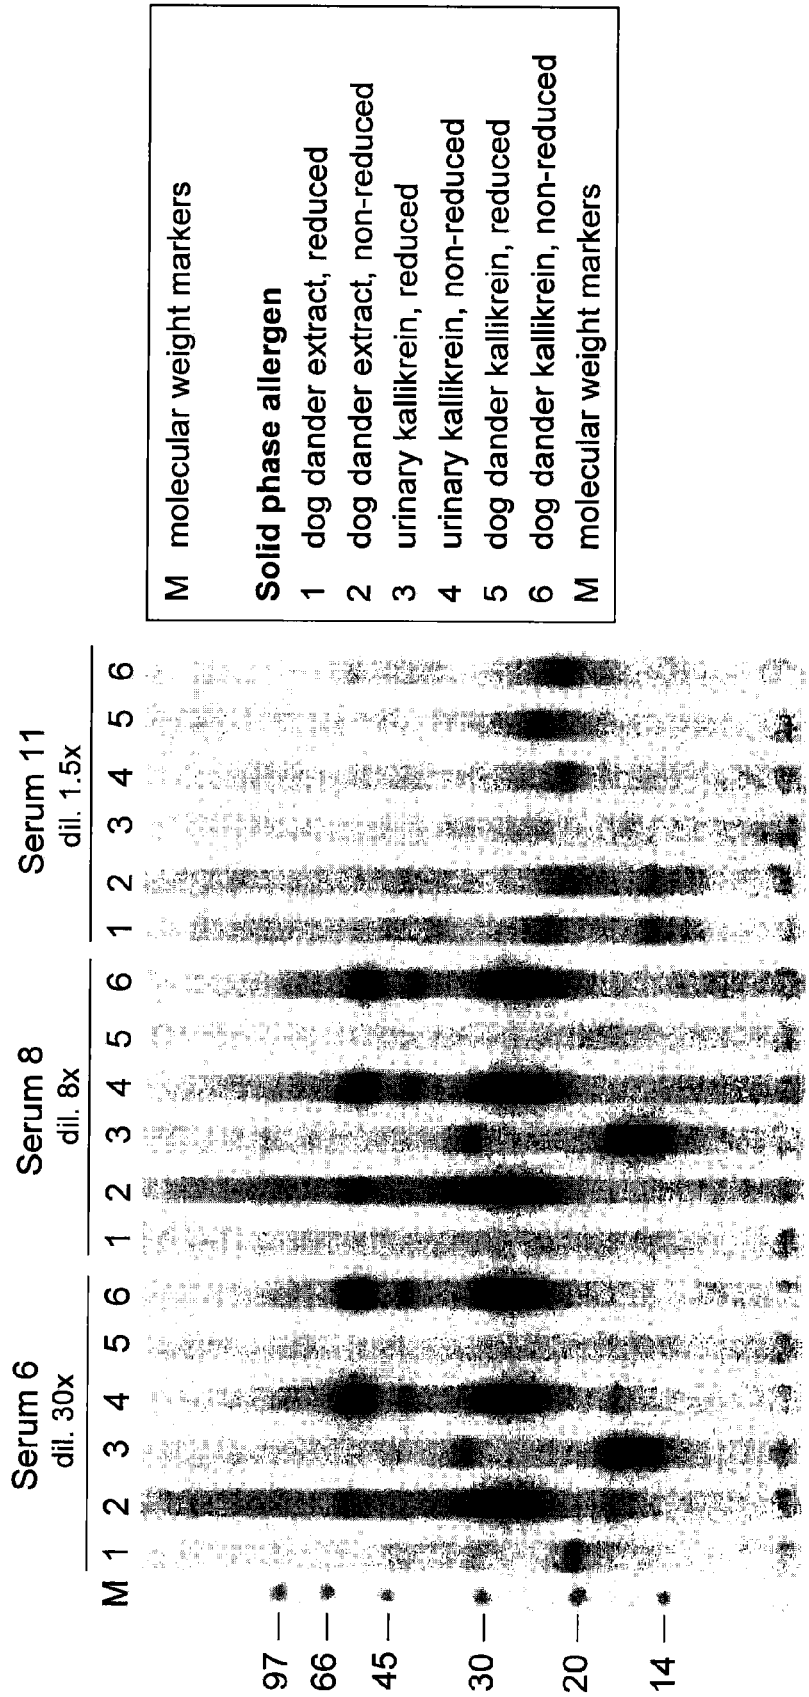 Serum 6
dil. 30x
Serum 8
dil. 8x
Serum 11
dil. 1.5x
M 1 2 3 4 5 6 1 2 3 4 5 6 1 2 3 4 5 6
97
66
45
30
20
14
M molecular weight markers
Solid phase allergen
1 dog dander extract, reduced
2 dog dander extract, non-reduced
3 urinary kallikrein, reduced
4 urinary kallikrein, non-reduced
5 dog dander kallikrein, reduced
6 dog dander kallikrein, non-reduced
M molecular weight markers